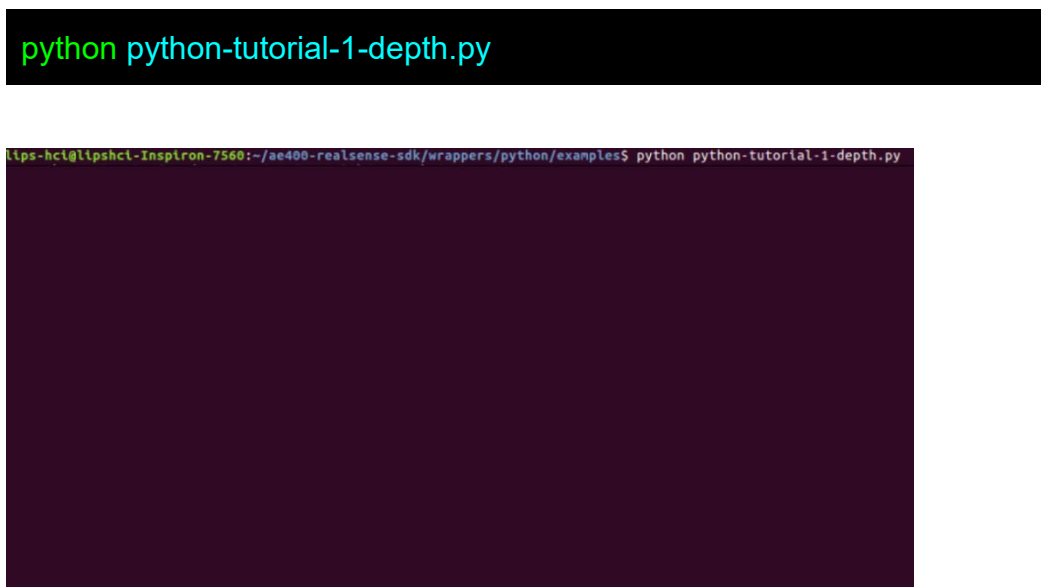 python python-tutorial-1-depth.py
lips-hci@lipshci-Inspiron-7560:~/ae400-realsense-sdk/wrappers/python/examples$ python python-tutorial-1-depth.py